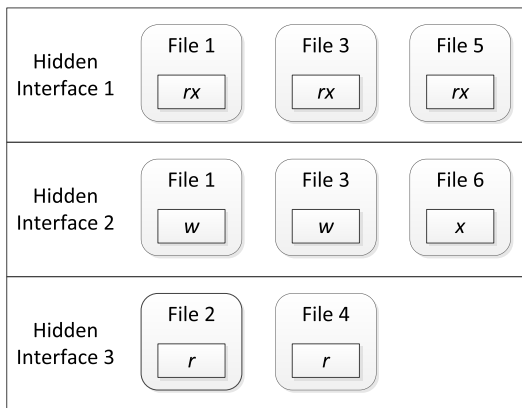 Hidden
Interface 1
File 1
File 3
File 5
rx
rx
rx
Hidden
Interface 2
File 1
File 3
File 6
w
w
x
Hidden
Interface 3
File 2
File 4
r
r